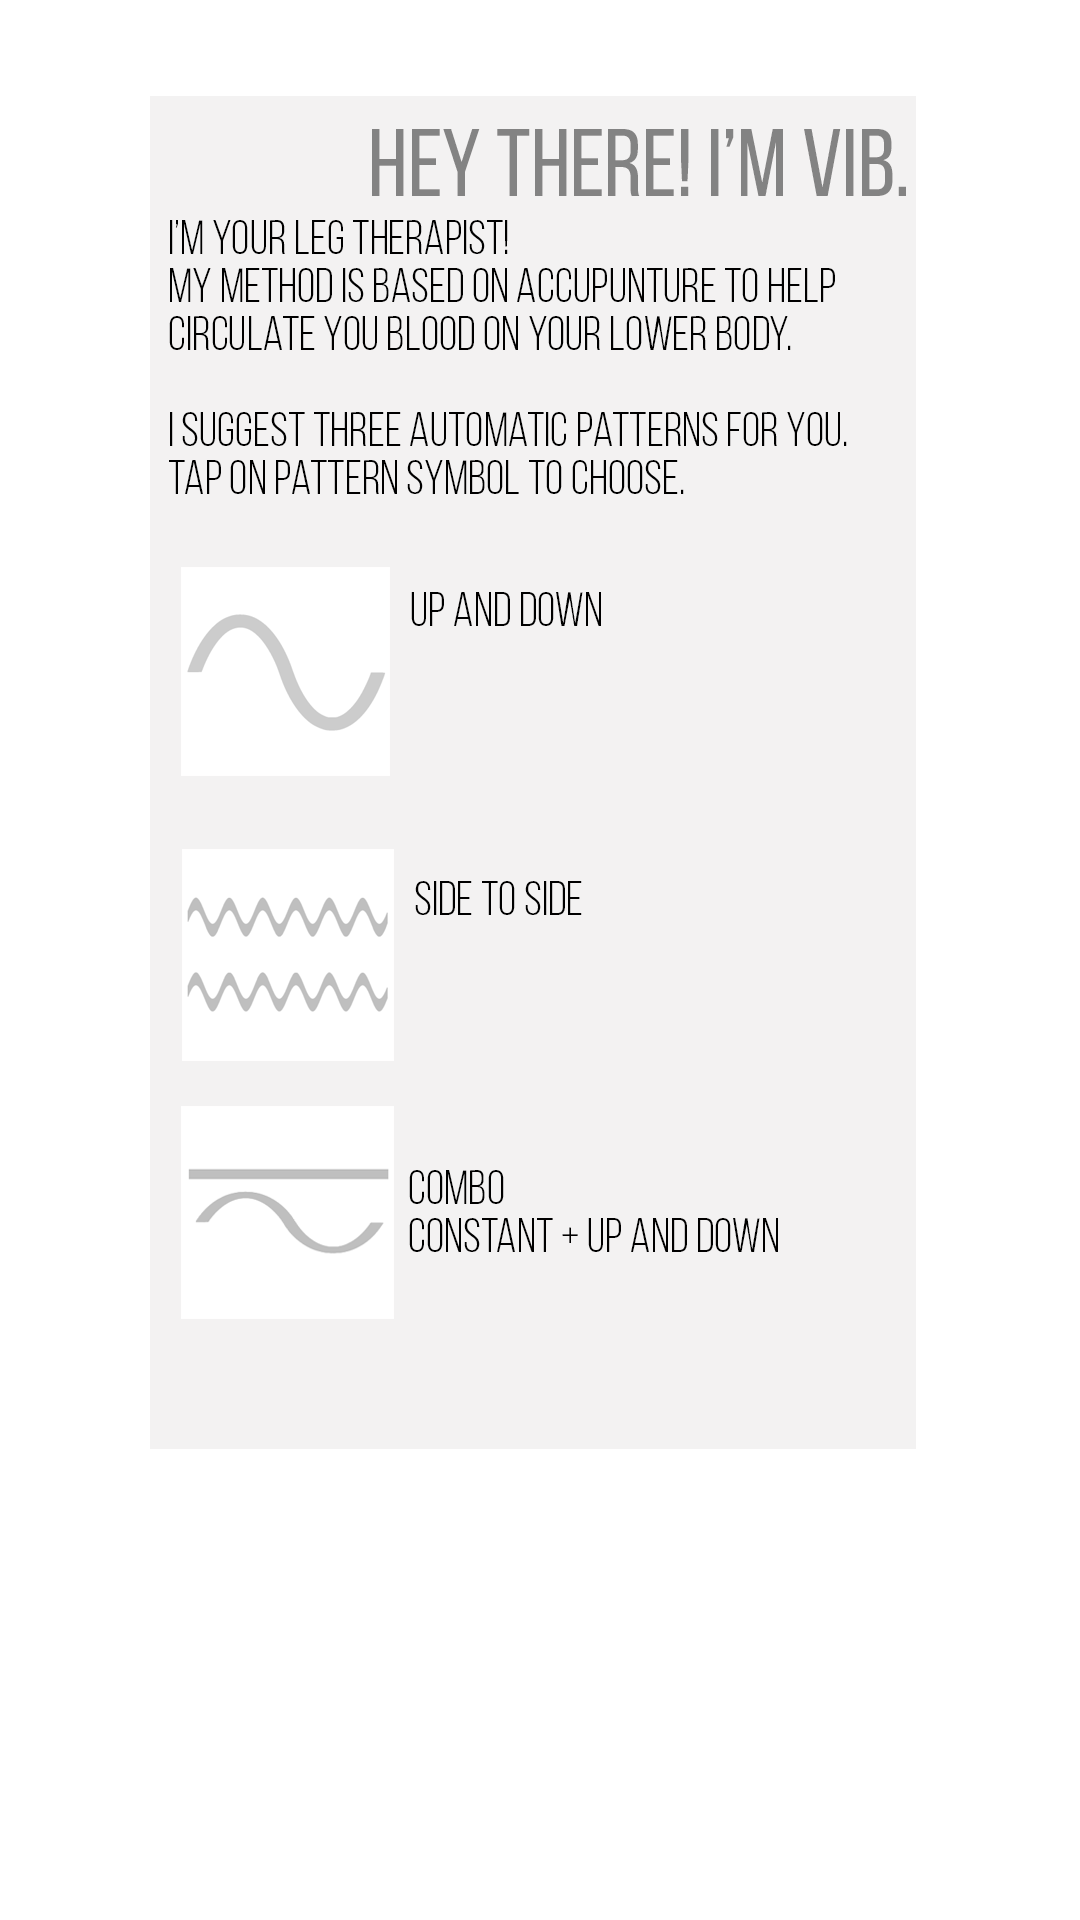 HEY THERE! I'M VIB.
I'M YOUR LEG THERAPIST!
MY METHOD IS BASED ON ACCUPUNTURE TO HELP
CIRCULATE YOU BLOOD ON YOUR LOWER BODY.
I SUGGEST THREE AUTOMATIC PATTERNS FOR YOU.
TAP ON PATTERN SYMBOL TO CHOOSE.
UP AND DOWN
SIDE TO SIDE
COMBO
CONSTANT + UP AND DOWN